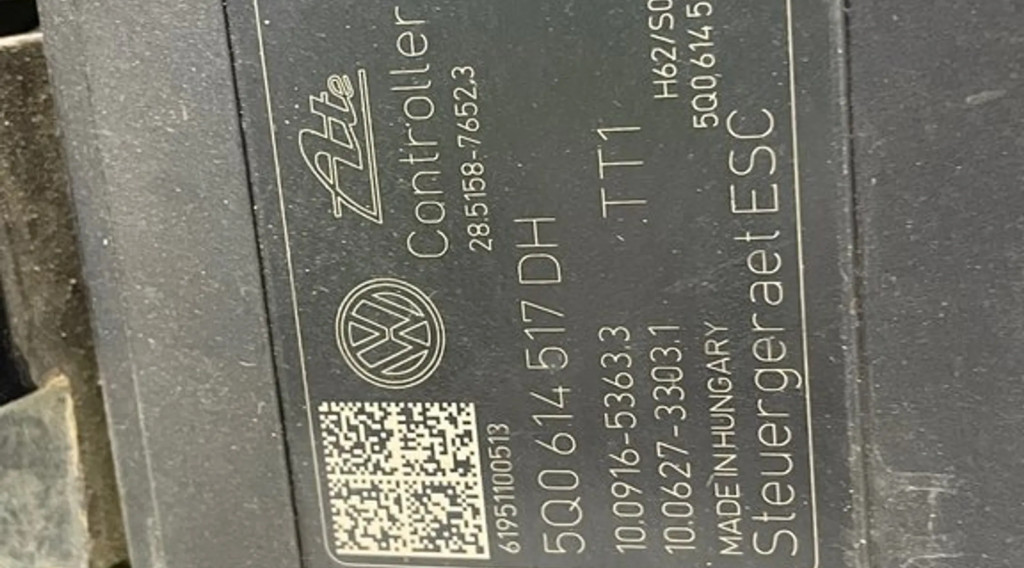 Ate
Controller
28.5158-7652.3
61951100513
5Q0 614 517 DH
10.0916-5363.3 TT1
10.0627-3303.1 H62/S0
MADE IN HUNGARY 5Q0 614 5
Steuergeraet ESC